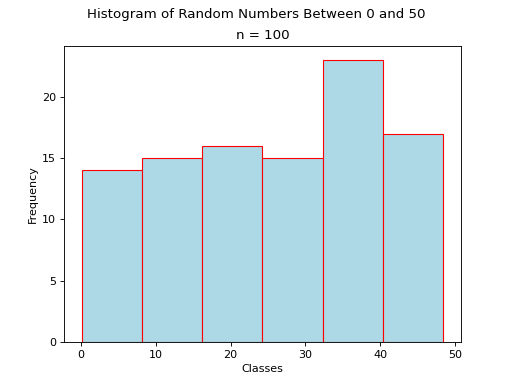 Histogram of Random Numbers Between 0 and 50
n = 100
20
15
10
5
0
Frequency
0 10 20 30 40 50
Classes